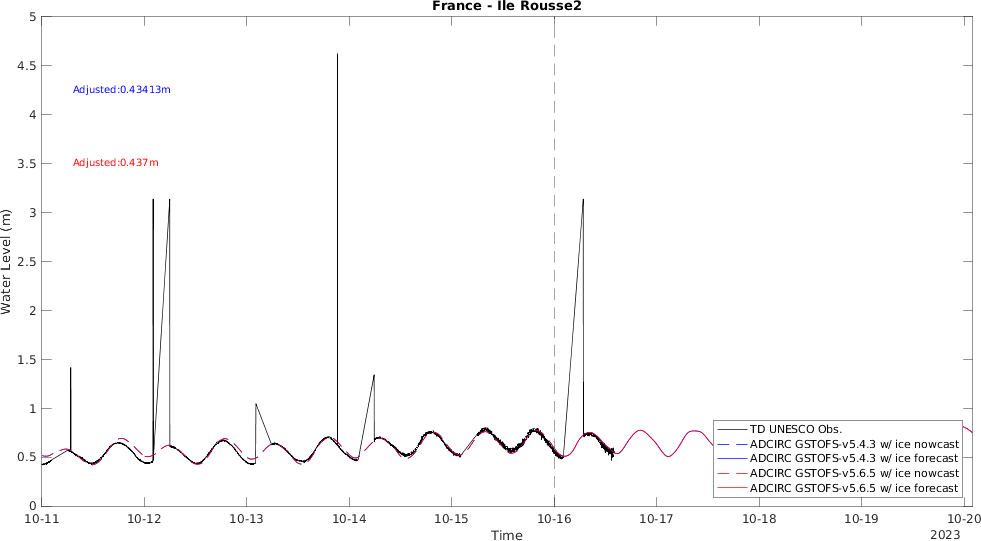 France - Ile Rousse2
5
4.5
4
3.5
3
2.5
2
1.5
1
0.5
0
Water Level (m)
Adjusted:0.43413m
Adjusted:0.437m
TD UNESCO Obs.
ADCIRC GSTOFS-v5.4.3 w/ ice nowcast
ADCIRC GSTOFS-v5.4.3 w/ ice forecast
ADCIRC GSTOFS-v5.6.5 w/ ice nowcast
ADCIRC GSTOFS-v5.6.5 w/ ice forecast
10-11 10-12 10-13 10-14 10-15 10-16 10-17 10-18 10-19 10-20
Time
2023